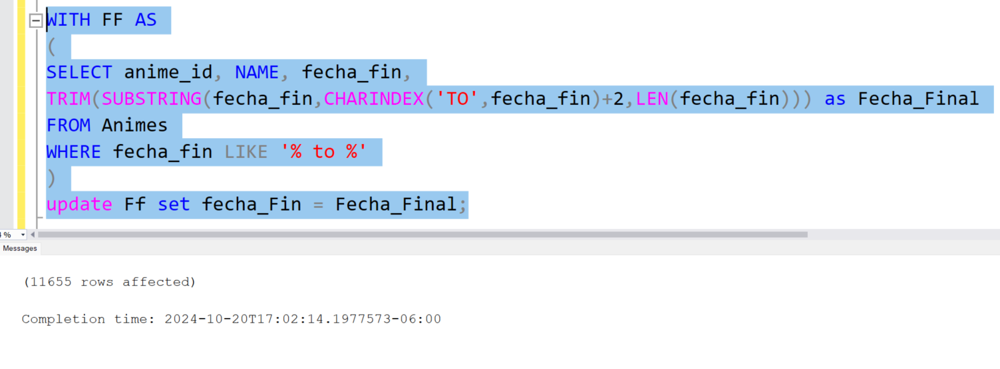 WITH FF AS
(
SELECT anime_id, NAME, fecha_fin,
TRIM(SUBSTRING(fecha_fin,CHARINDEX('TO',fecha_fin)+2,LEN(fecha_fin))) as Fecha_Final
FROM Animes
WHERE fecha_fin LIKE '% to %'
)
update Ff set fecha_Fin = Fecha_Final;
%
Messages
(11655 rows affected)
Completion time: 2024-10-20T17:02:14.1977573-06:00